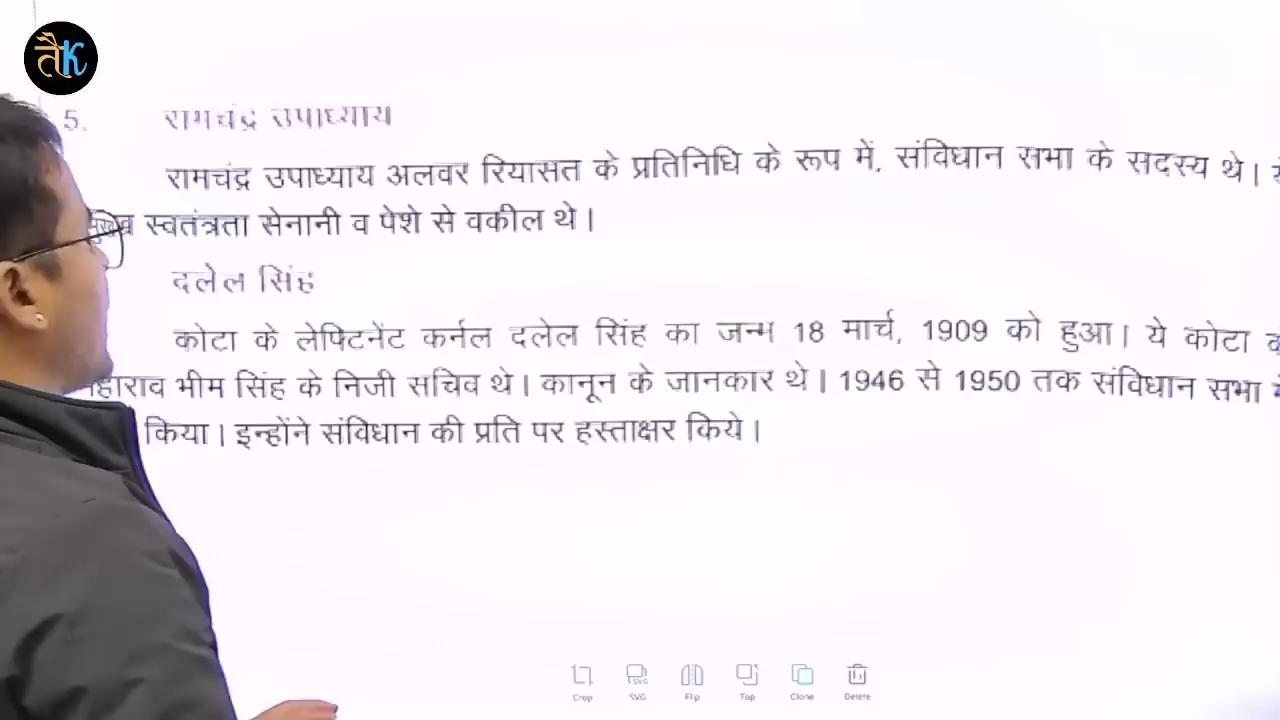 तैK
5. रामचंद्र उपाध्याय
रामचंद्र उपाध्याय अलवर रियासत के प्रतिनिधि के रूप में, संविधान सभा के सदस्य थे।
स्वतंत्रता सेनानी व पेशे से वकील थे।
दलेल सिंह
कोटा के लेफ्टिनेंट कर्नल दलेल सिंह का जन्म 18 मार्च, 1909 को हुआ। ये कोटा
भीम सिंह के निजी सचिव थे। कानून के जानकार थे। 1946 से 1950 तक संविधान सभा
किया। इन्होंने संविधान की प्रति पर हस्ताक्षर किये।
Crop SVG Flip Top Clone Delete